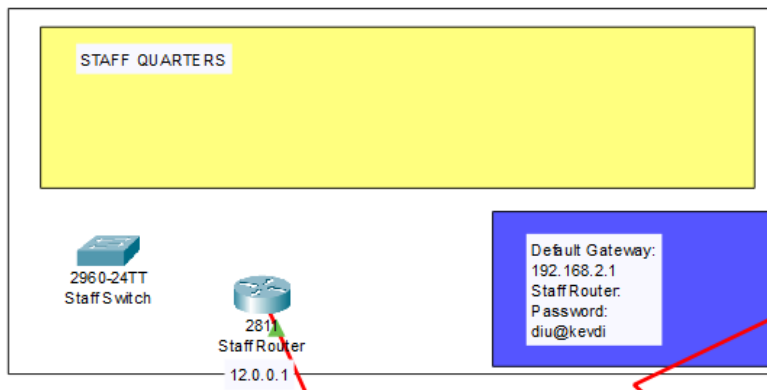 STAFF QUARTERS
2960-24TT
Staff Switch
2811
Staff Router
12.0.0.1
Default Gateway:
192.168.2.1
Staff Router:
Password:
diu@kevdi